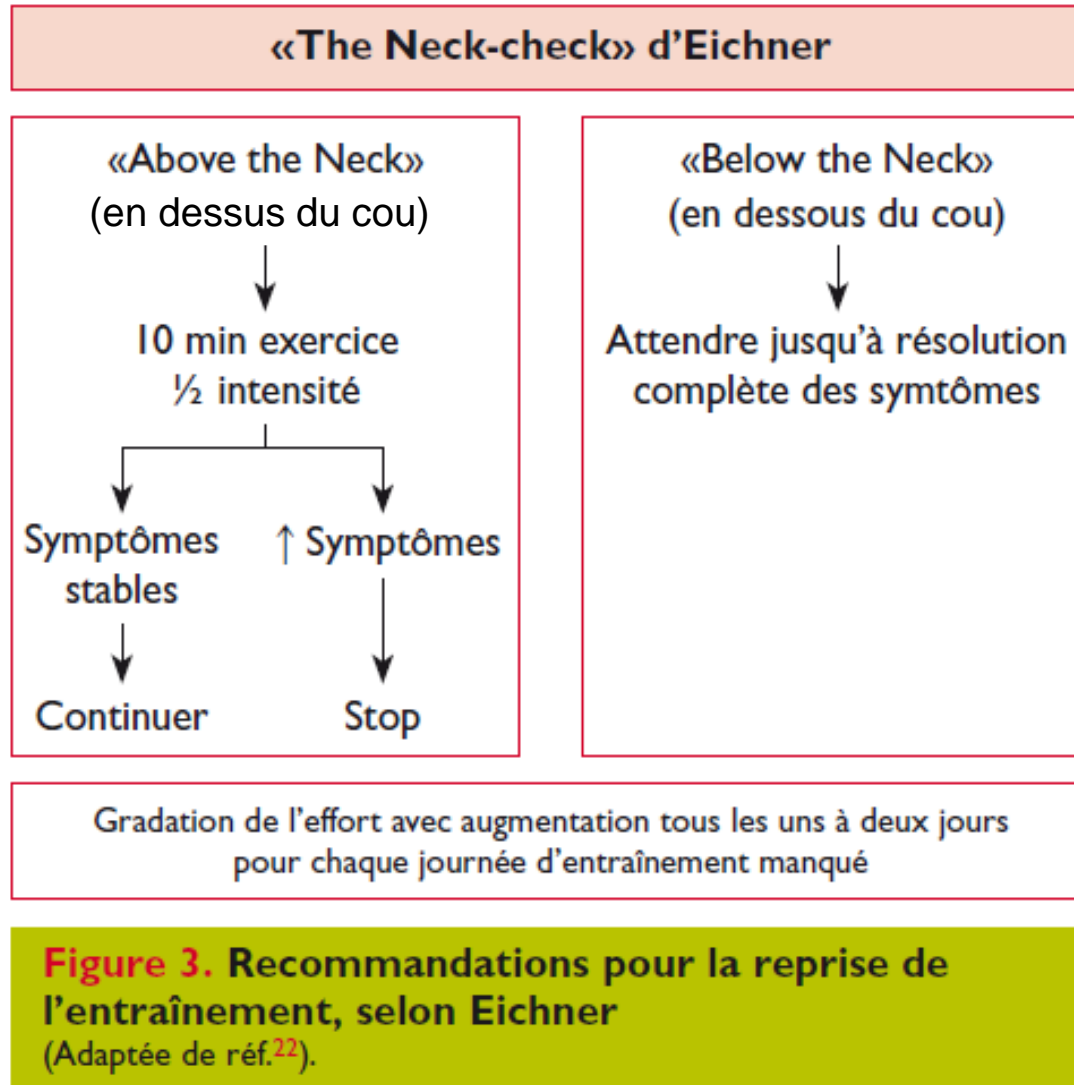 «The Neck-check» d’Eichner
«Above the Neck»
(en dessus du cou)
10 min exercice
½ intensité
Symptômes
stables
↑ Symptômes
Continuer
Stop
«Below the Neck»
(en dessous du cou)
Attendre jusqu’à résolution
complète des symtômes
Gradation de l’effort avec augmentation tous les uns à deux jours
pour chaque journée d’entraînement manqué
Figure 3. Recommandations pour la reprise de
l’entraînement, selon Eichner
(Adaptée de réf.22).